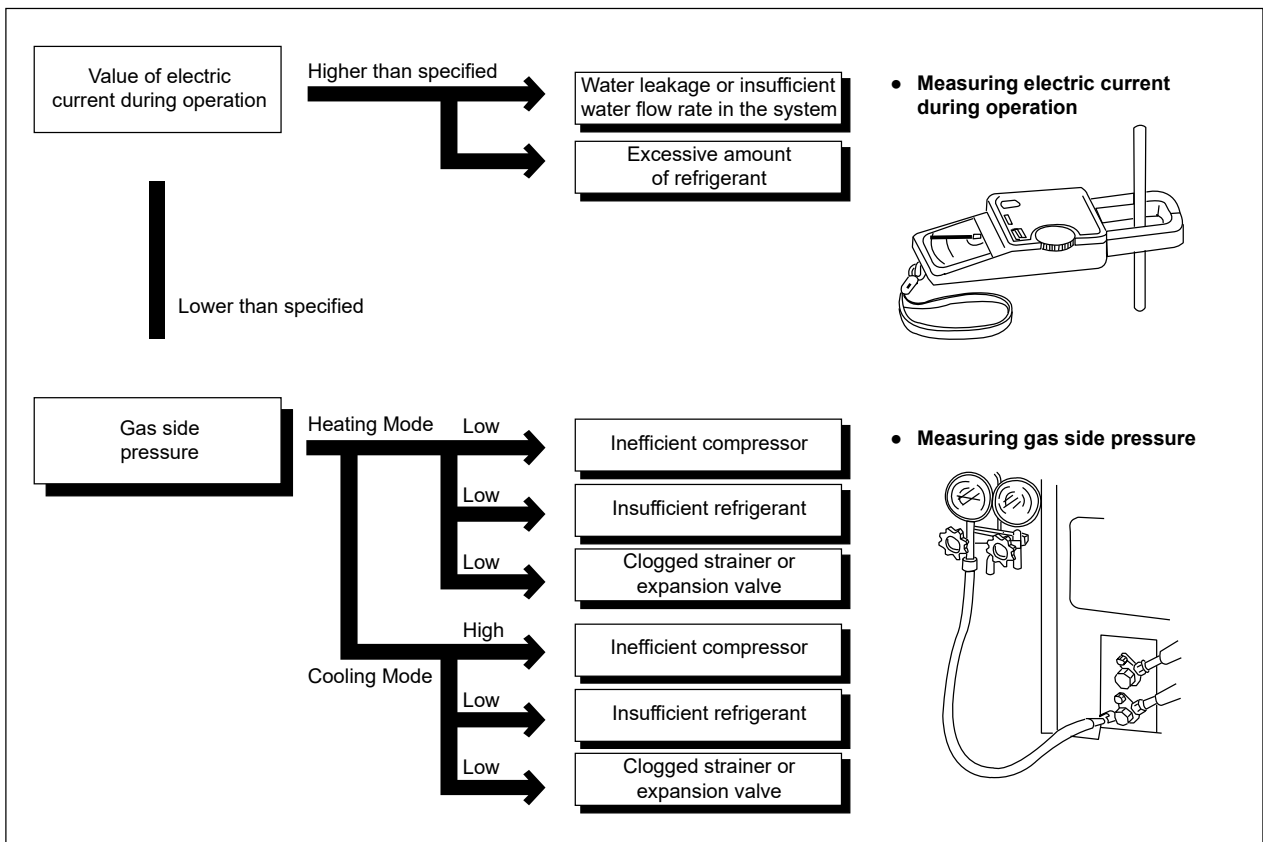 Value of electric
current during operation
Higher than specified
Water leakage or insufficient
water flow rate in the system
Excessive amount
of refrigerant
● Measuring electric current
during operation
Lower than specified
Gas side
pressure
Heating Mode
Low
Inefficient compressor
Low
Insufficient refrigerant
Low
Clogged strainer or
expansion valve
Cooling Mode
High
Inefficient compressor
Low
Insufficient refrigerant
Low
Clogged strainer or
expansion valve
● Measuring gas side pressure